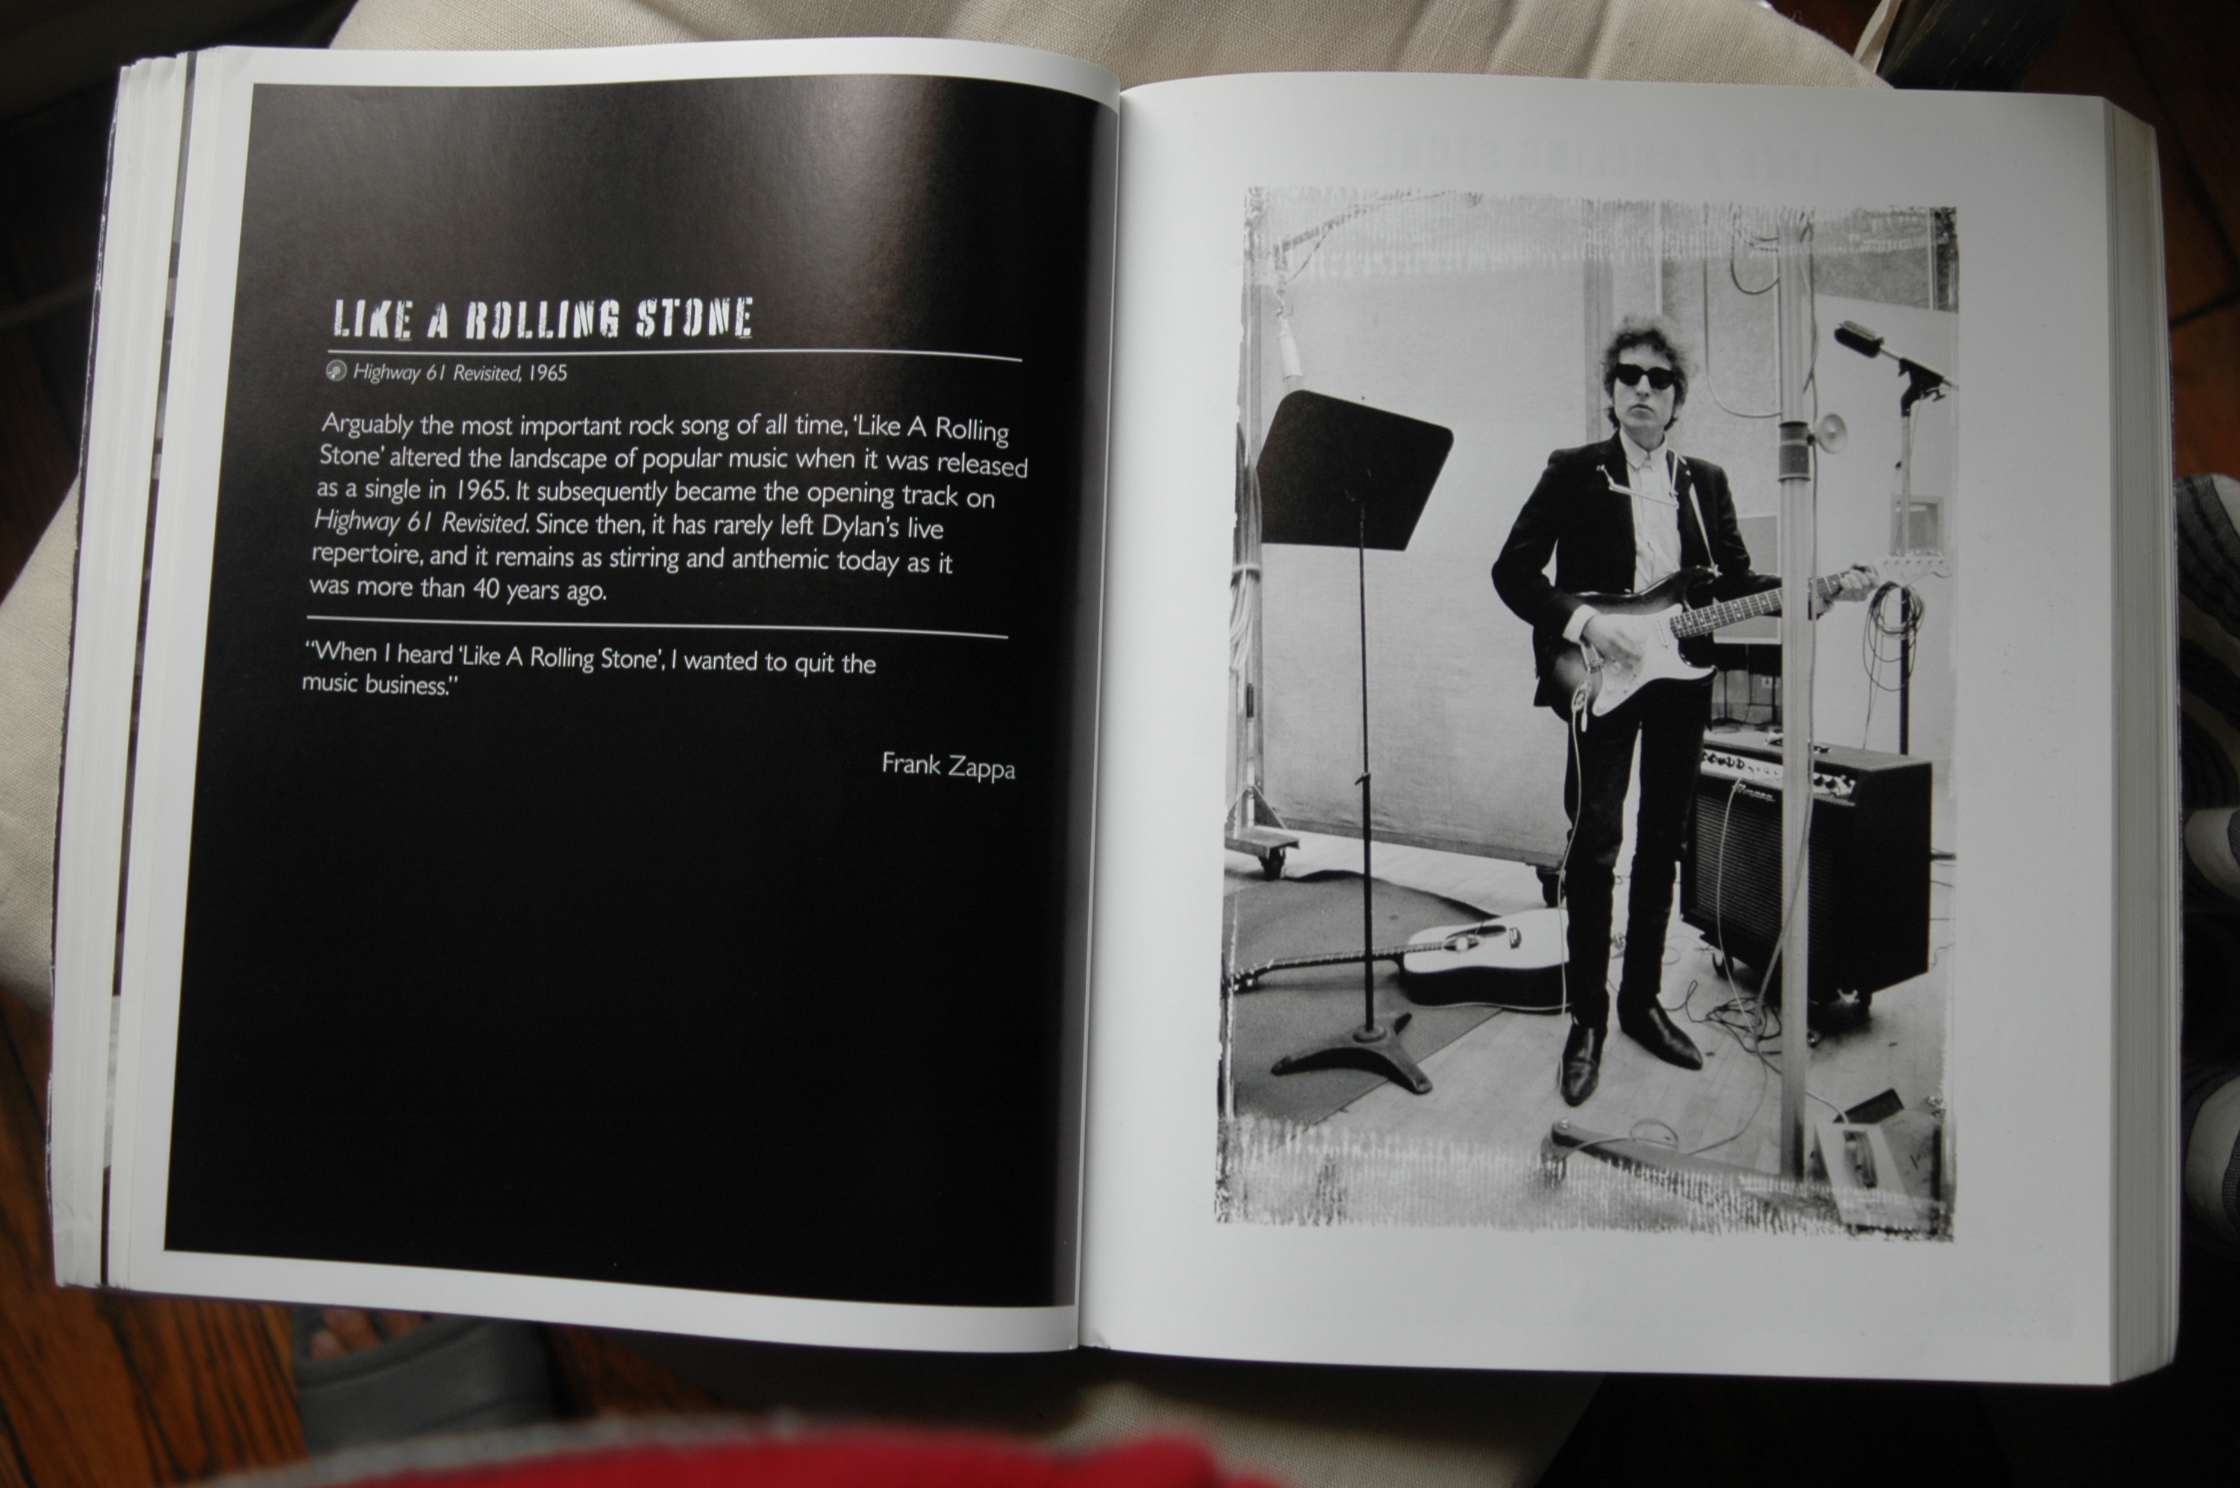 LIKE A ROLLING STONE
Highway 61 Revisited, 1965
Arguably the most important rock song of all time, ‘Like A Rolling
Stone’ altered the landscape of popular music when it was released
as a single in 1965. It subsequently became the opening track on
Highway 61 Revisited. Since then, it has rarely left Dylan’s live
repertoire, and it remains as stirring and anthemic today as it
was more than 40 years ago.
“When I heard ‘Like A Rolling Stone’, I wanted to quit the
music business.”
Frank Zappa
Ampeg